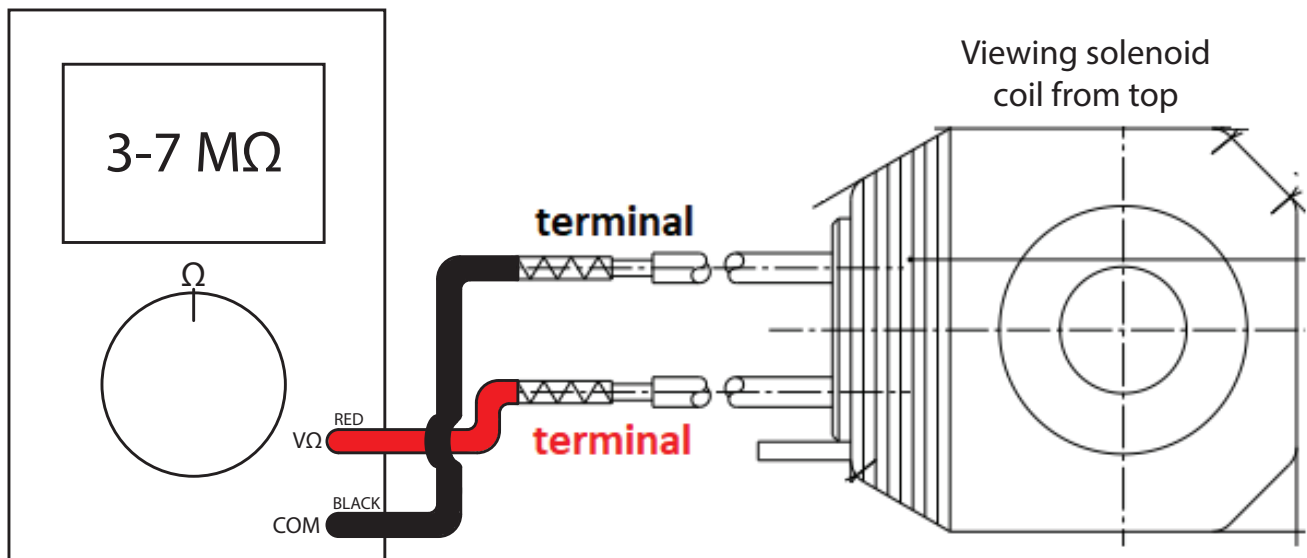 Viewing solenoid
coil from top
3-7 MΩ
terminal
Ω
RED
VΩ
terminal
BLACK
COM